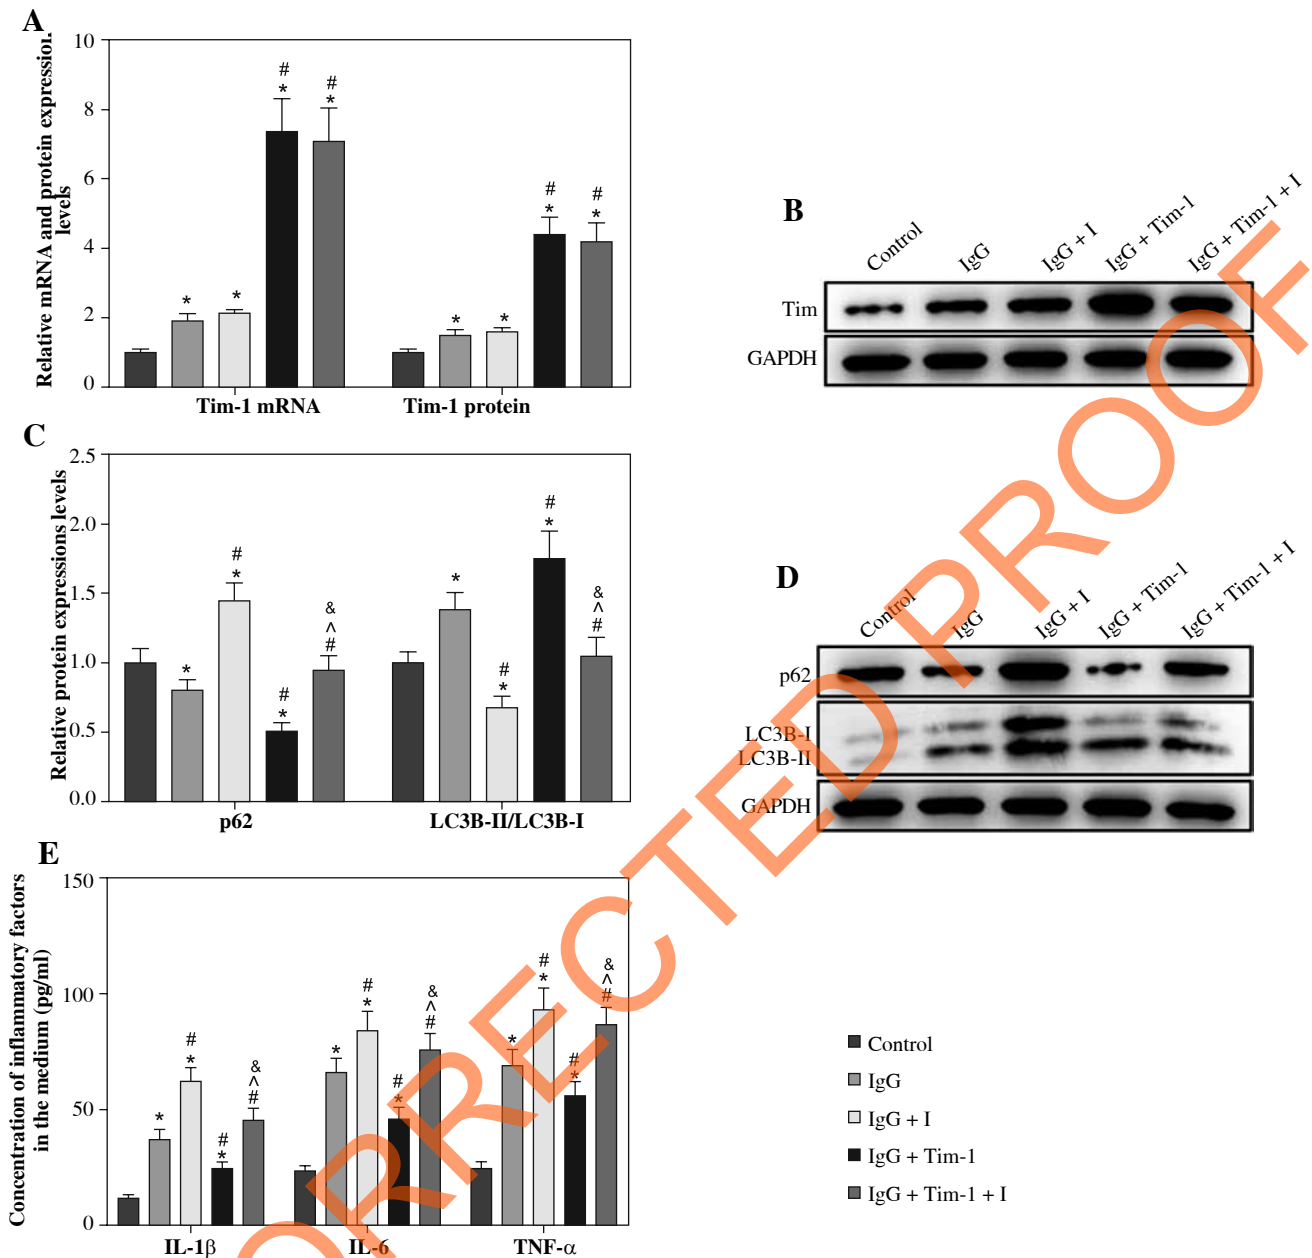 A
Relative mRNA and protein expression
levels
10
8
6
4
2
0
# * # * # * # *
* * * *
Tim-1 mRNA Tim-1 protein
B
Control IgG IgG + I IgG + Tim-1 IgG + Tim-1 + I
Tim
GAPDH
C
Relative protein expressions levels
2.5
2.0
1.5
1.0
0.5
0.0
* # * # * & ^ # * # * # * & ^ #
p62 LC3B-II/LC3B-I
D
Control IgG IgG + I IgG + Tim-1 IgG + Tim-1 + I
p62
LC3B-I
LC3B-II
GAPDH
E
Concentration of inflammatory factors
in the medium (pg/ml)
150
100
50
0
* # * # * & ^ # * # * # * & ^ # * # * # * & ^ #
IL-1β IL-6 TNF-α
Control
IgG
IgG + I
IgG + Tim-1
IgG + Tim-1 + I
ORRECTED PROOF